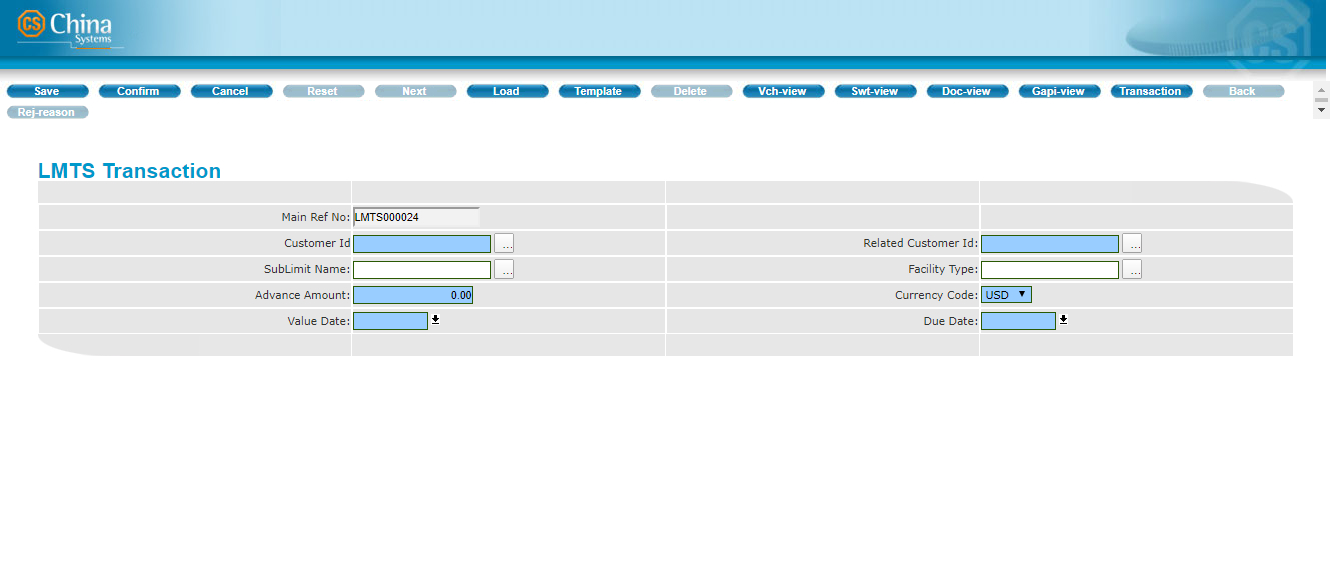 CS China
Systems
CS
Save Confirm Cancel Reset Next Load Template Delete Vch-view Swt-view Doc-view Gapi-view Transaction Back
Rej-reason
LMTS Transaction
Main Ref No: LMTS000024
Customer Id ... Related Customer Id: ...
SubLimit Name: ... Facility Type: ...
Advance Amount: 0.00 Currency Code: USD
Value Date: Due Date: